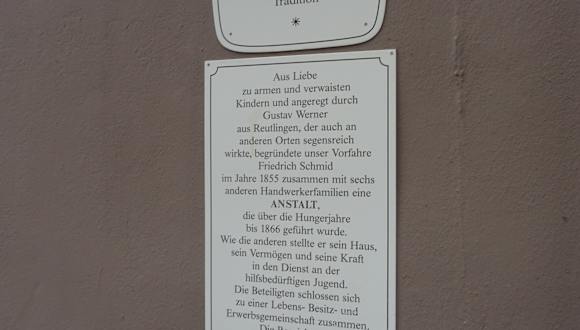 Tradition
*
Aus Liebe
zu armen und verwaisten
Kindern und angeregt durch
Gustav Werner
aus Reutlingen, der auch an
anderen Orten segensreich
wirkte, begründete unser Vorfahre
Friedrich Schmid
im Jahre 1855 zusammen mit sechs
anderen Handwerkerfamilien eine
ANSTALT,
die über die Hungerjahre
bis 1866 geführt wurde.
Wie die anderen stellte er sein Haus,
sein Vermögen und seine Kraft
in den Dienst an der
hilfsbedürftigen Jugend.
Die Beteiligten schlossen sich
zu einer Lebens- Besitz- und
Erwerbsgemeinschaft zusammen.
Die